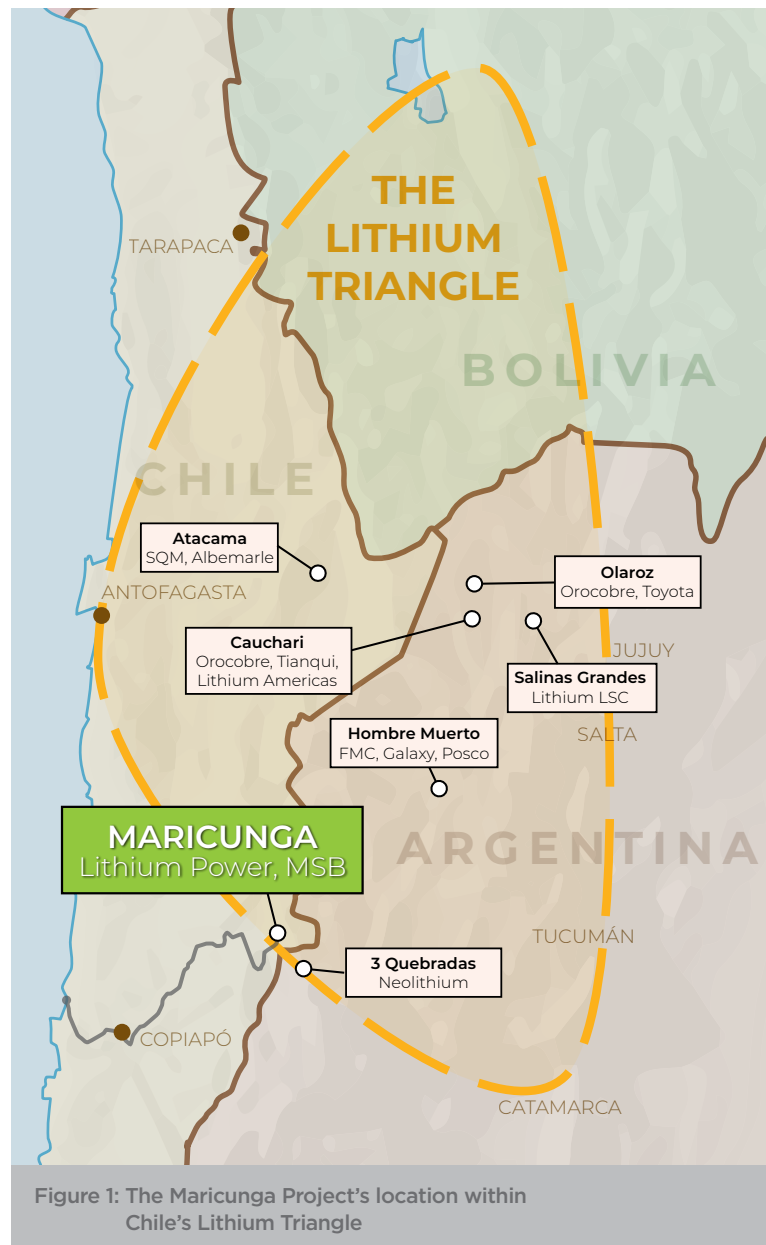 THE
LITHIUM
TRIANGLE
TARAPACA
BOLIVIA
CHILE
Atacama
SQM, Albemarle
Olaroz
Orocobre, Toyota
ANTOFAGASTA
Cauchari
Orocobre, Tianqui,
Lithium Americas
JUJUY
Salinas Grandes
Lithium LSC
Hombre Muerto
FMC, Galaxy, Posco
SALTA
MARICUNGA
Lithium Power, MSB
ARGENTINA
TUCUMÁN
3 Quebradas
Neolithium
COPIAPÓ
CATAMARCA
Figure 1: The Maricunga Project's location within
Chile's Lithium Triangle